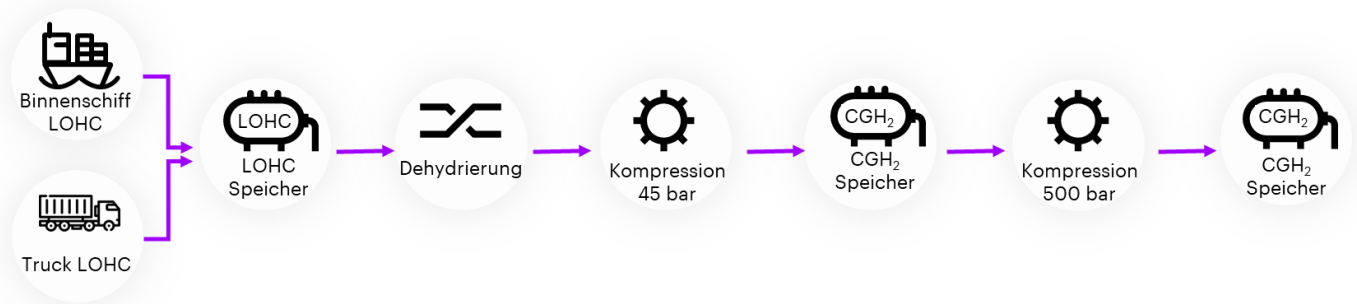 Binnenschiff
LOHC
Truck LOHC
LOHC
LOHC
Speicher
Dehydrierung
Kompression
45 bar
CGH₂
CGH₂
Speicher
Kompression
500 bar
CGH₂
CGH₂
Speicher